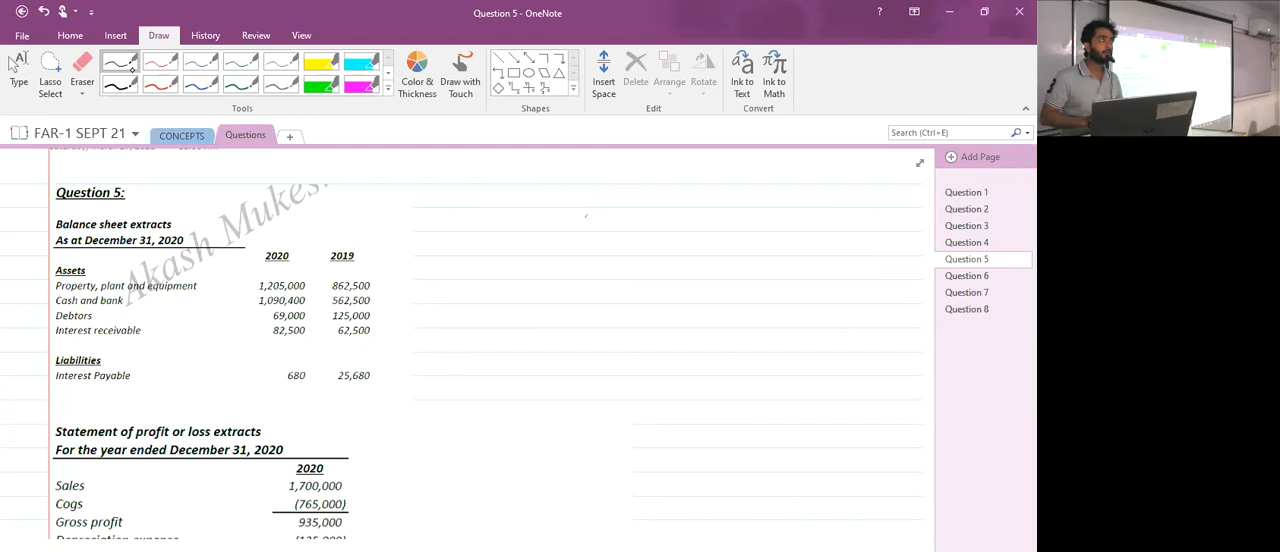 Question 5 - OneNote
File Home Insert Draw History Review View
Type
Lasso Select
Eraser
Color & Thickness
Draw with Touch
Insert Space
Delete
Arrange
Rotate
Ink to Text
Ink to Math
Tools
Shapes
Edit
Convert
FAR-1 SEPT 21
CONCEPTS
Questions
Search (Ctrl+E)
Add Page
Question 1
Question 2
Question 3
Question 4
Question 5
Question 6
Question 7
Question 8
Question 5:
Akash Mukes
Balance sheet extracts
As at December 31, 2020
2020 2019
Assets
Property, plant and equipment 1,205,000 862,500
Cash and bank 1,090,400 562,500
Debtors 69,000 125,000
Interest receivable 82,500 62,500
Liabilities
Interest Payable 680 25,680
Statement of profit or loss extracts
For the year ended December 31, 2020
2020
Sales 1,700,000
Cogs (765,000)
Gross profit 935,000